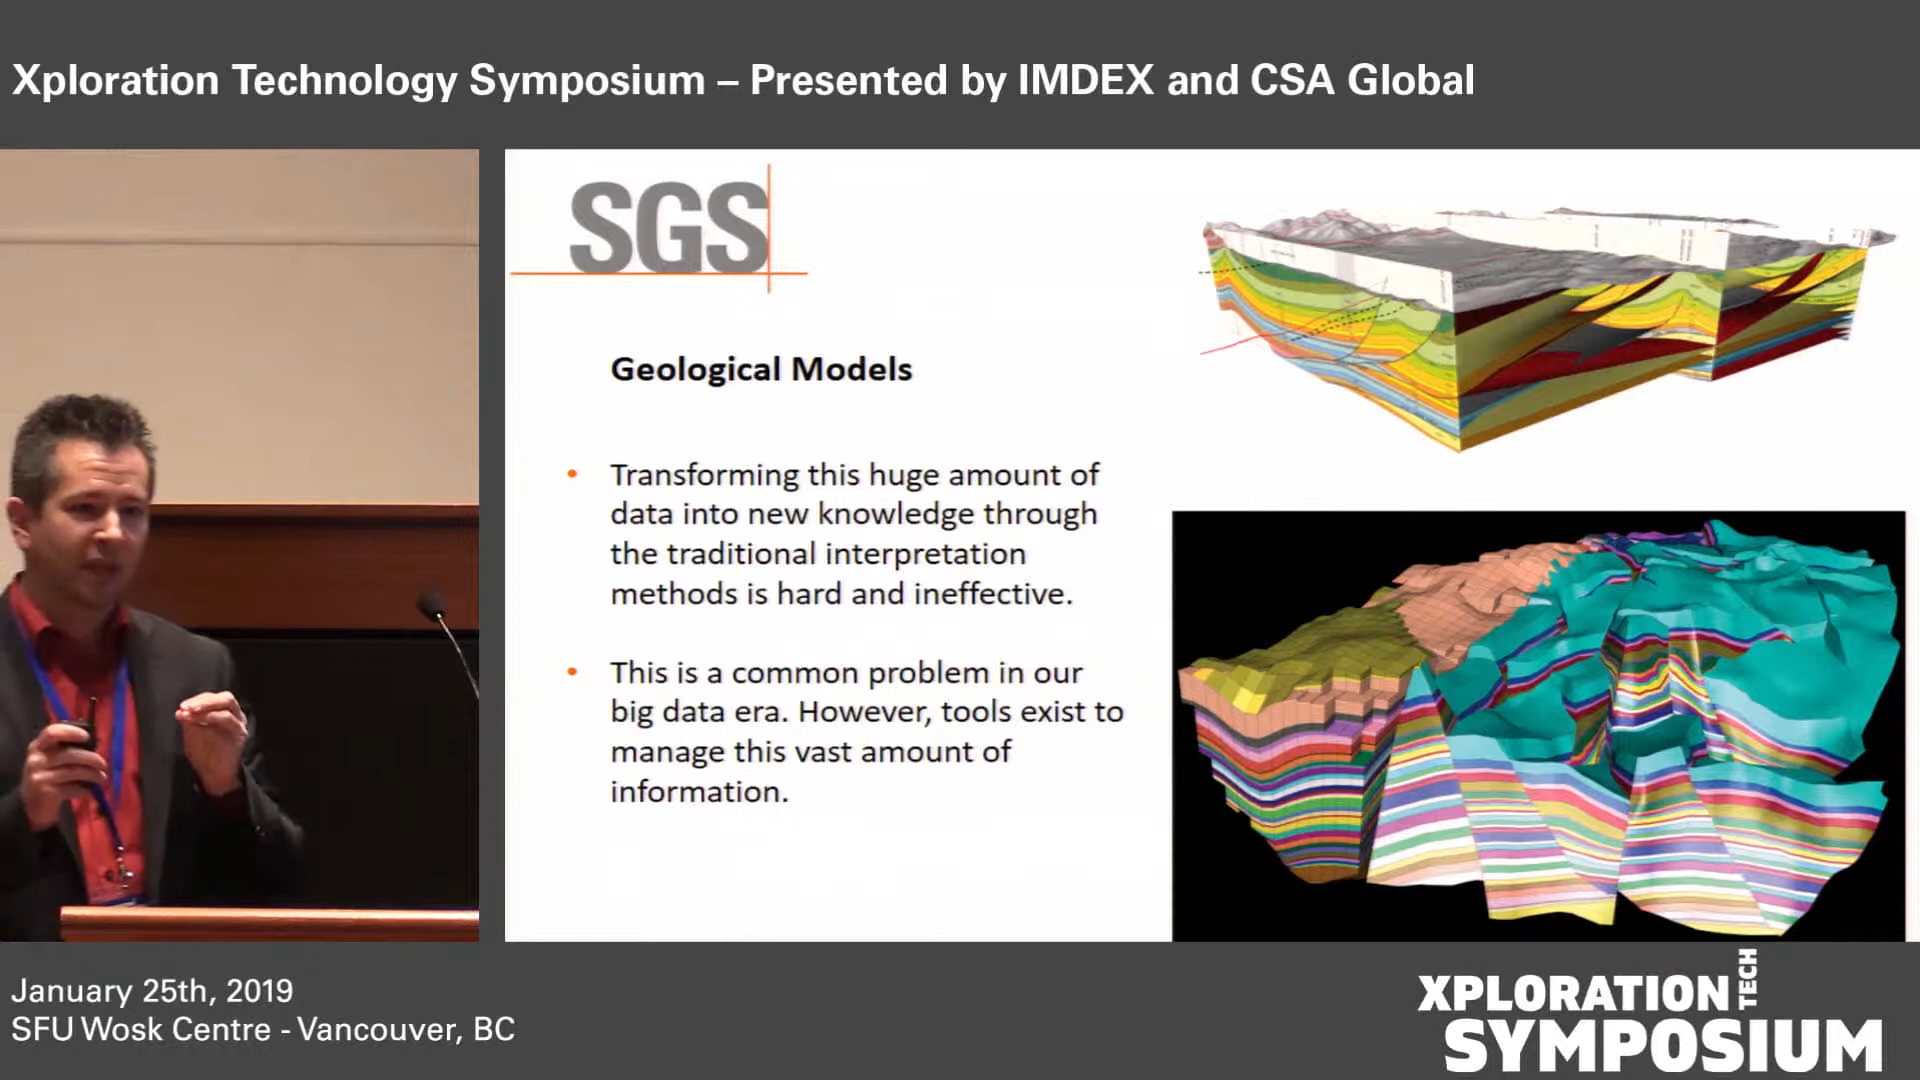 Xploration Technology Symposium – Presented by IMDEX and CSA Global
SGS
Geological Models
• Transforming this huge amount of
data into new knowledge through
the traditional interpretation
methods is hard and ineffective.
• This is a common problem in our
big data era. However, tools exist to
manage this vast amount of
information.
January 25th, 2019
SFU Wosk Centre - Vancouver, BC
XPLORATION
TECH
SYMPOSIUM